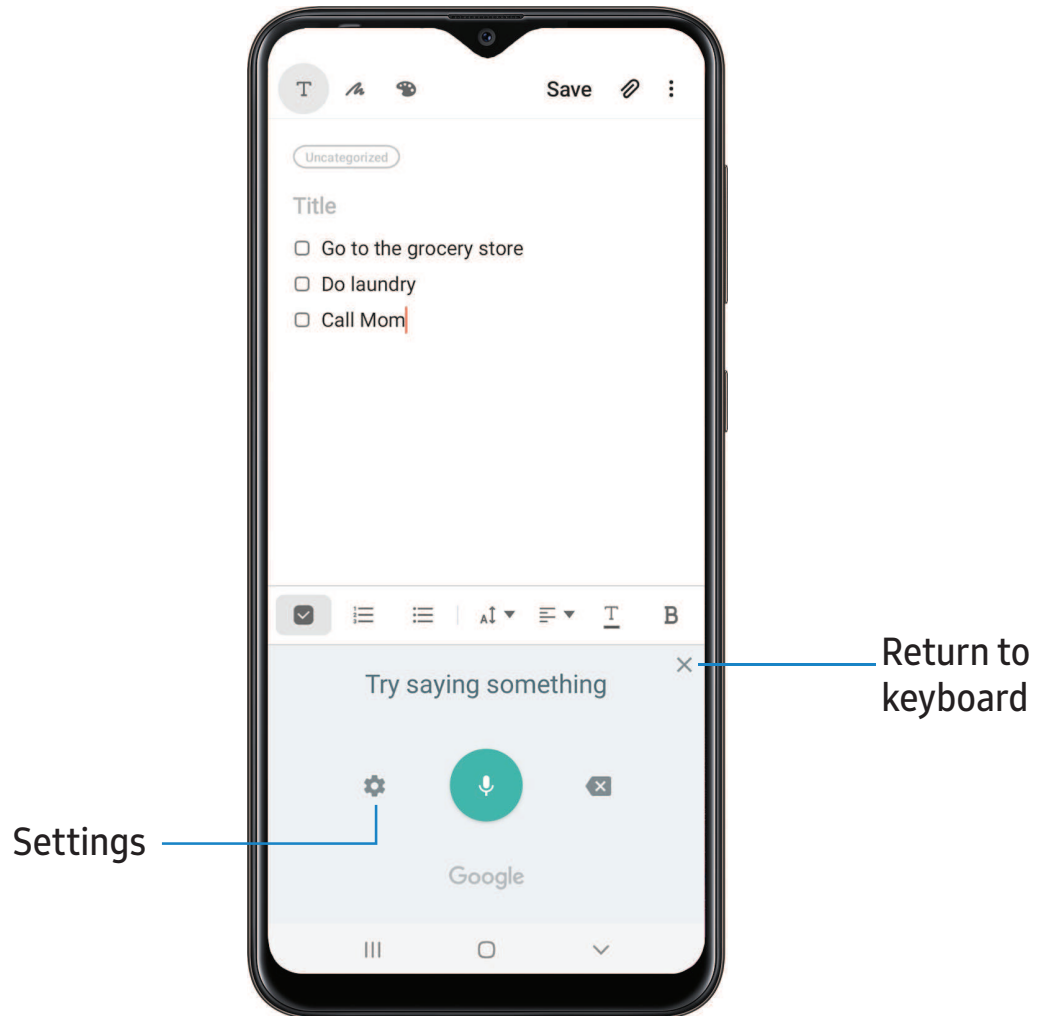 T
Save
Uncategorized
Title
Go to the grocery store
Do laundry
Call Mom
A T B
Try saying something
Return to
keyboard
Settings
Google